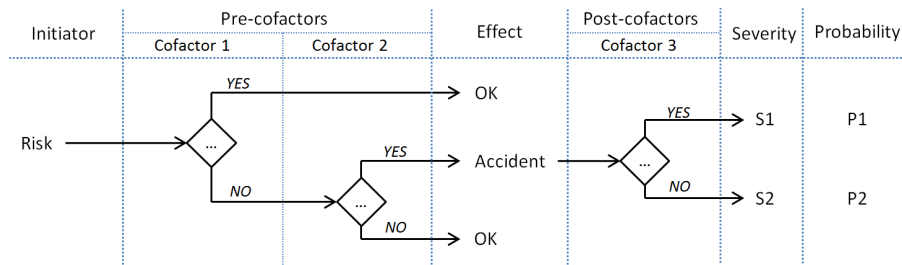 Initiator
Pre-cofactors
Cofactor 1
Cofactor 2
Effect
Post-cofactors
Cofactor 3
Severity
Probability
YES
OK
Risk
...
NO
YES
...
NO
Accident
OK
...
YES
NO
S1
P1
S2
P2